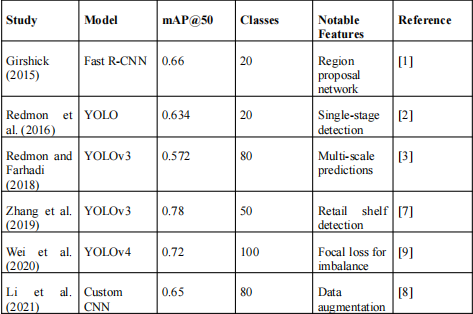 Study Model mAP@50 Classes Notable Features Reference
Girshick (2015) Fast R-CNN 0.66 20 Region proposal network [1]
Redmon et al. (2016) YOLO 0.634 20 Single-stage detection [2]
Redmon and Farhadi (2018) YOLOv3 0.572 80 Multi-scale predictions [3]
Zhang et al. (2019) YOLOv3 0.78 50 Retail shelf detection [7]
Wei et al. (2020) YOLOv4 0.72 100 Focal loss for imbalance [9]
Li et al. (2021) Custom CNN 0.65 80 Data augmentation [8]